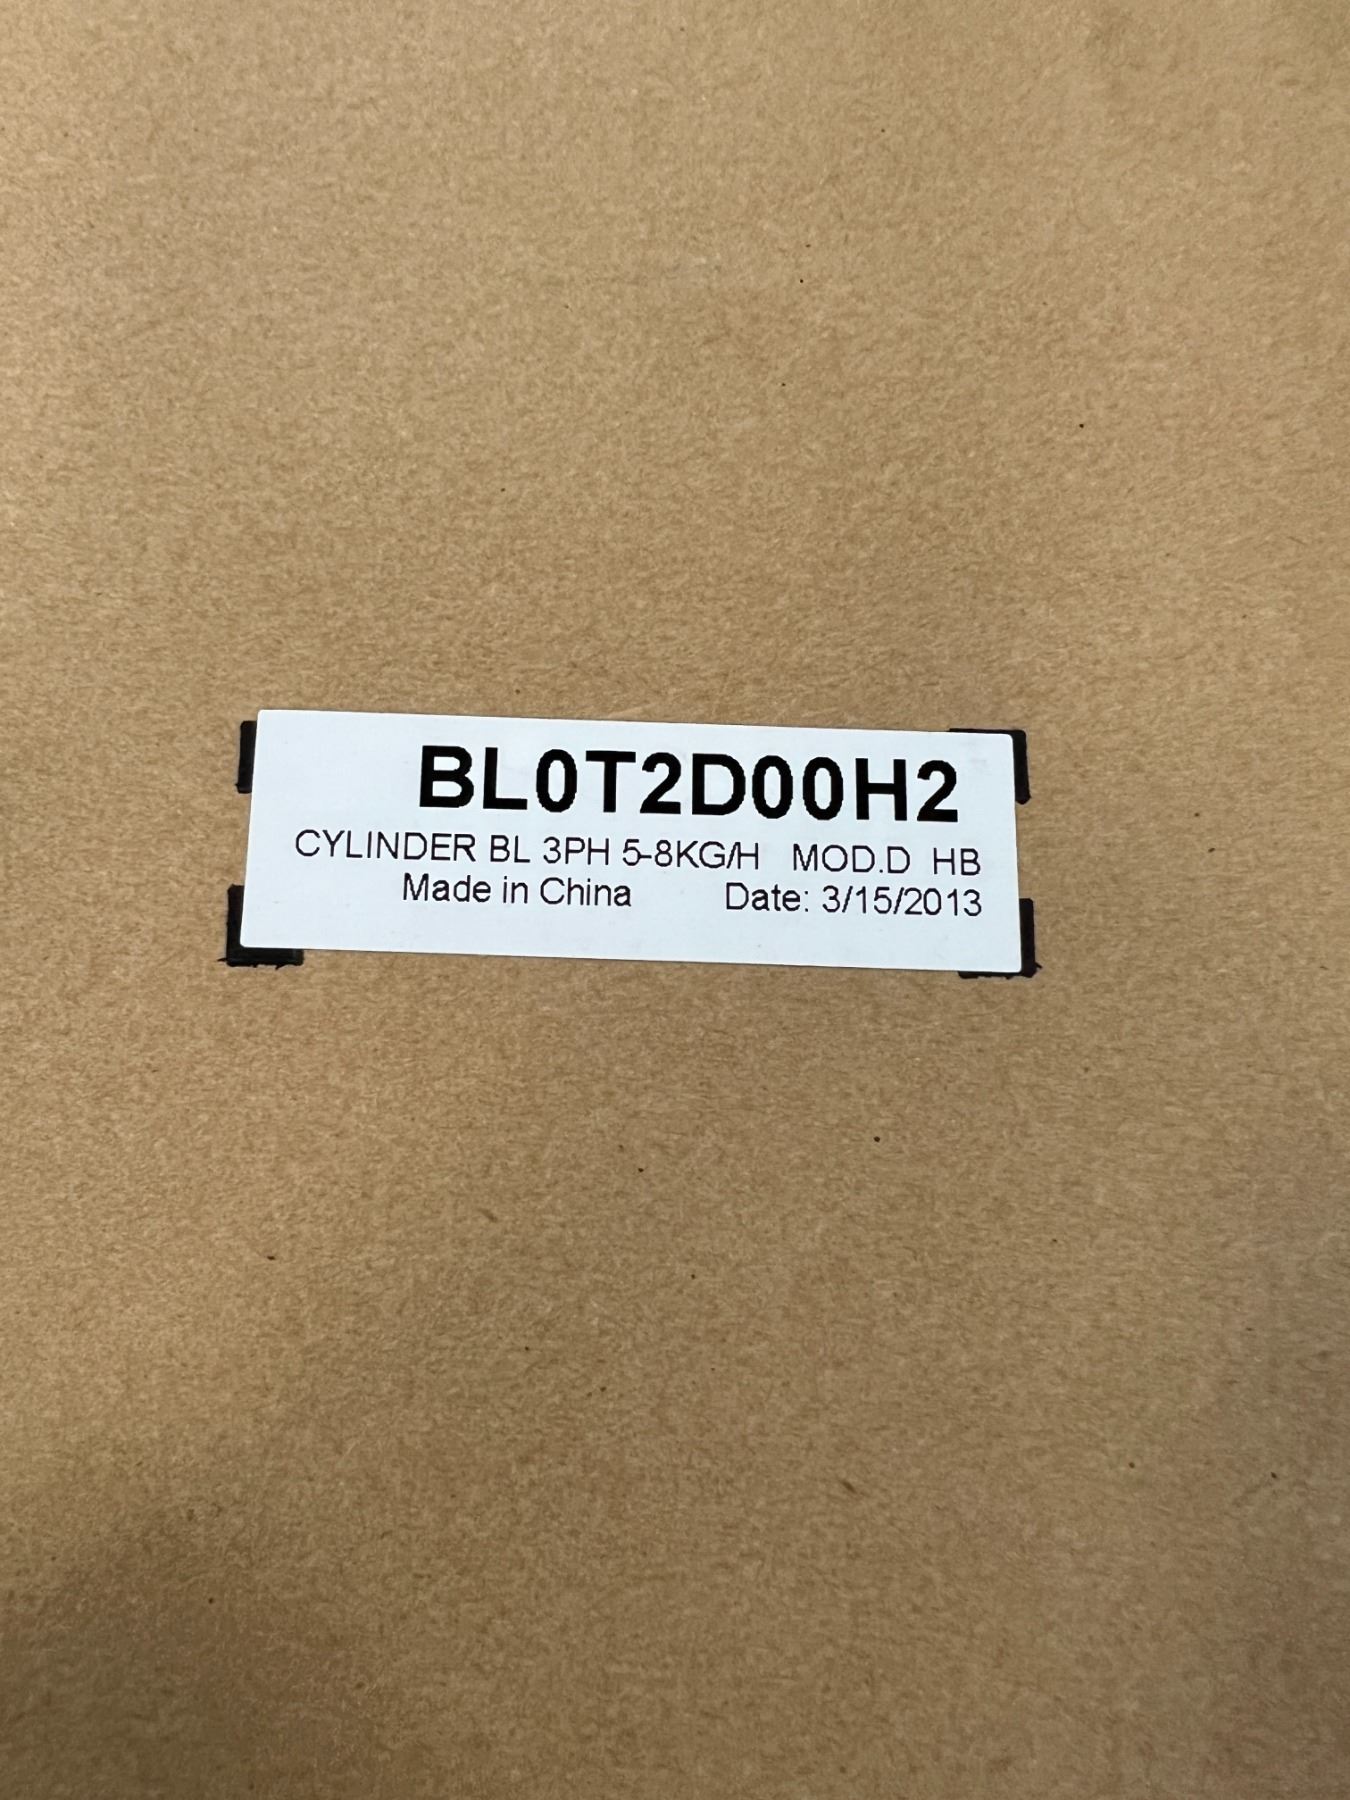 BL0T2D00H2
CYLINDER BL 3PH 5-8KG/H MOD.D HB
Made in China Date: 3/15/2013